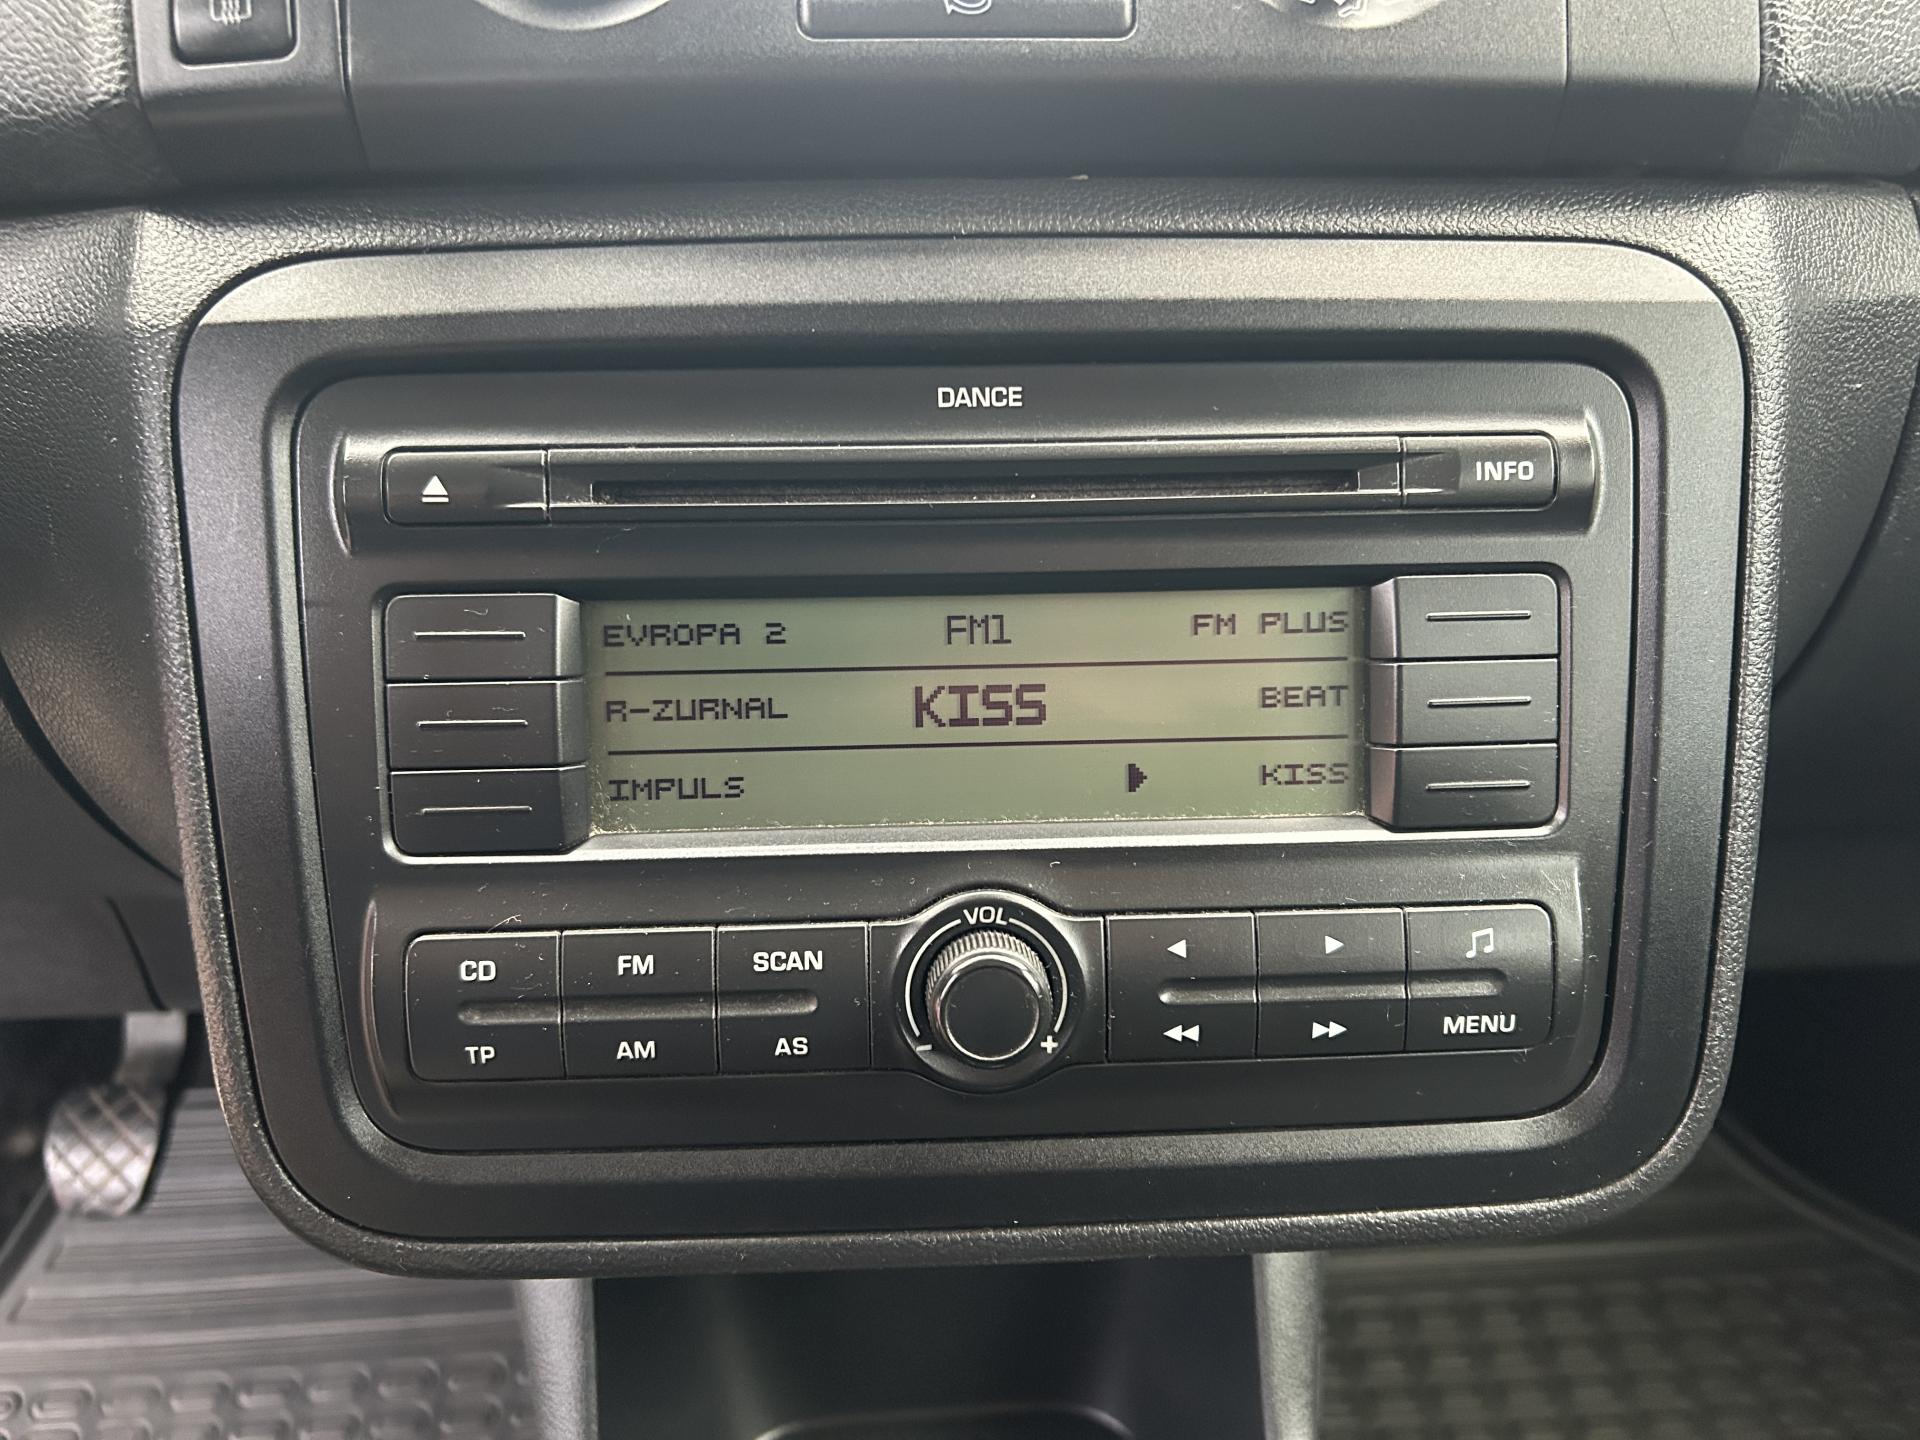 DANCE
INFO
EVROPA 2 FM1 FM PLUS
R-ZURNAL KISS BEAT
IMPULS KISS
VOL
CD FM SCAN
- +
TP AM AS MENU